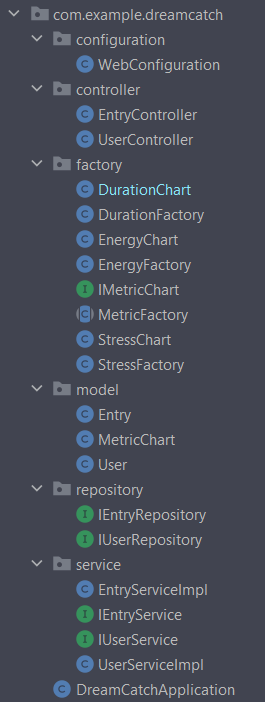 com.example.dreamcatch
configuration
WebConfiguration
controller
EntryController
UserController
factory
DurationChart
DurationFactory
EnergyChart
EnergyFactory
IMetricChart
MetricFactory
StressChart
StressFactory
model
Entry
MetricChart
User
repository
IEntryRepository
IUserRepository
service
EntryServiceImpl
IEntryService
IUserService
UserServiceImpl
DreamCatchApplication